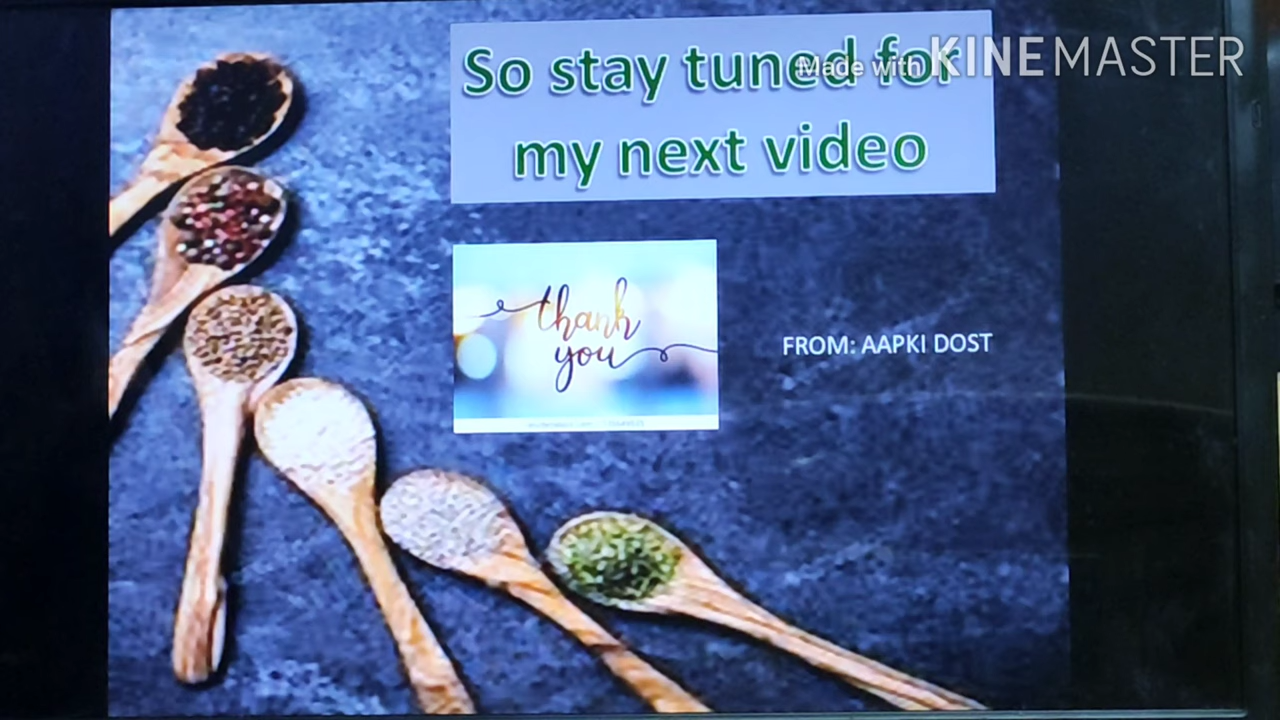 So stay tuned for
Made with KINEMASTER
my next video
thank
you
FROM: AAPKI DOST